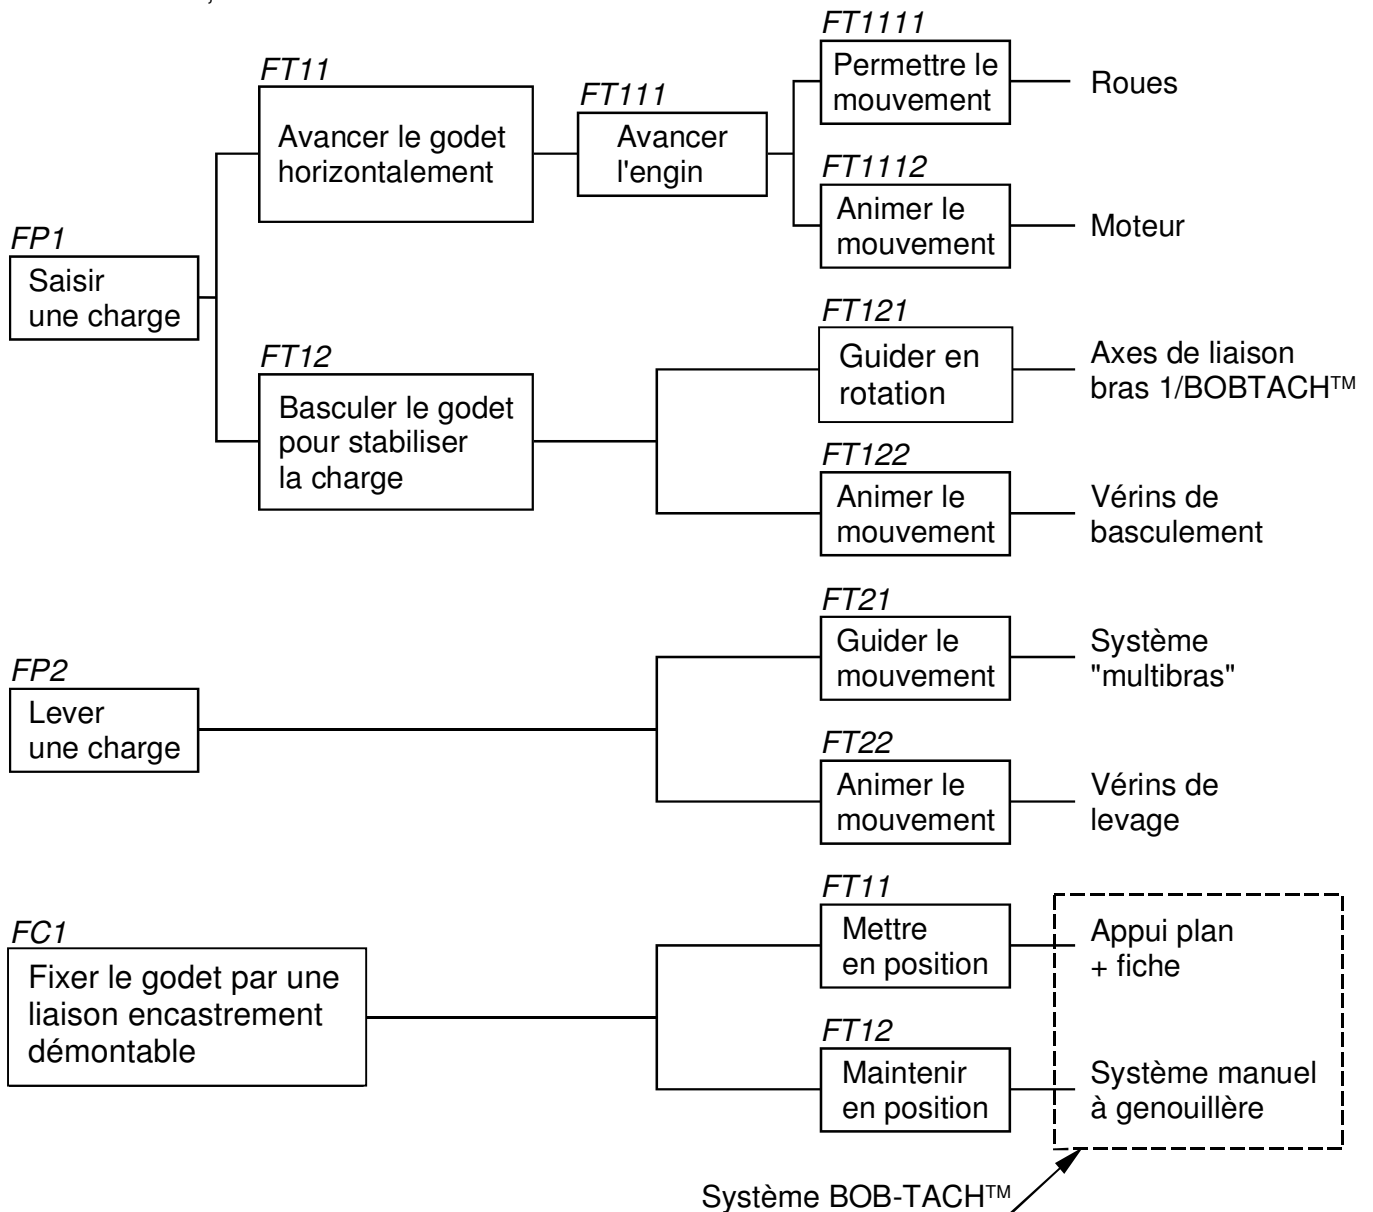 FT1111
Permettre le
mouvement
Roues
FT11
Avancer le godet
horizontalement
FT111
Avancer
l'engin
FT1112
Animer le
mouvement
Moteur
FP1
Saisir
une charge
FT12
Basculer le godet
pour stabiliser
la charge
FT121
Guider en
rotation
Axes de liaison
bras 1/BOBTACH™
FT122
Animer le
mouvement
Vérins de
basculement
FP2
Lever
une charge
FT21
Guider le
mouvement
Système
"multibras"
FT22
Animer le
mouvement
Vérins de
levage
FC1
Fixer le godet par une
liaison encastrement
démontable
FT11
Mettre
en position
Appui plan
+ fiche
FT12
Maintenir
en position
Système manuel
à genouillère
Système BOB-TACH™